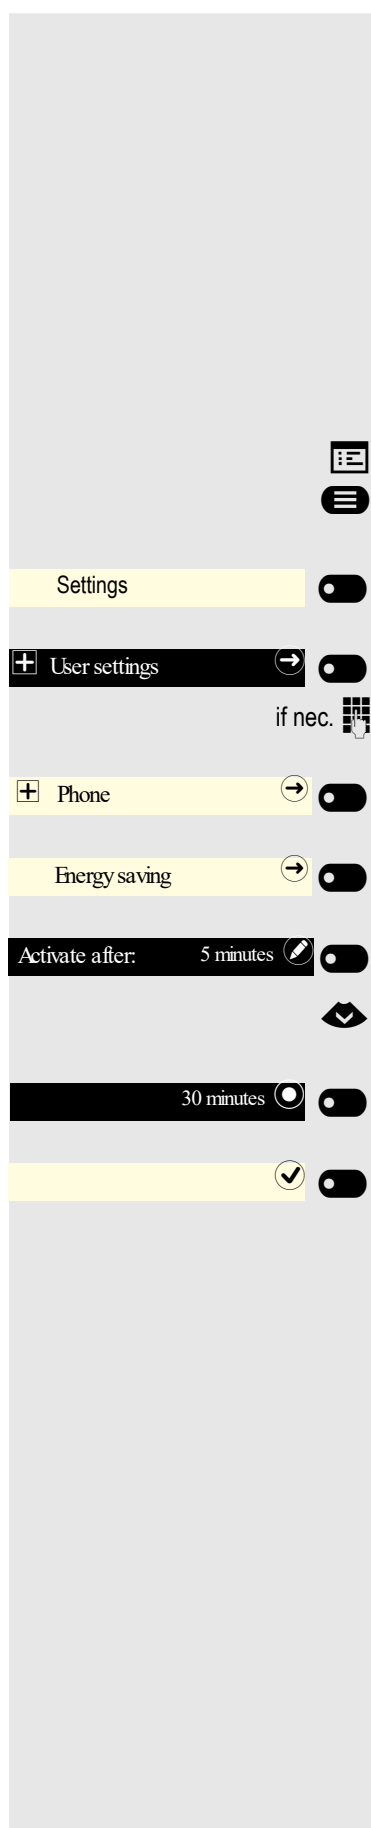 Settings
User settings
if nec.
Phone
Energy saving
Activate after: 5 minutes
30 minutes